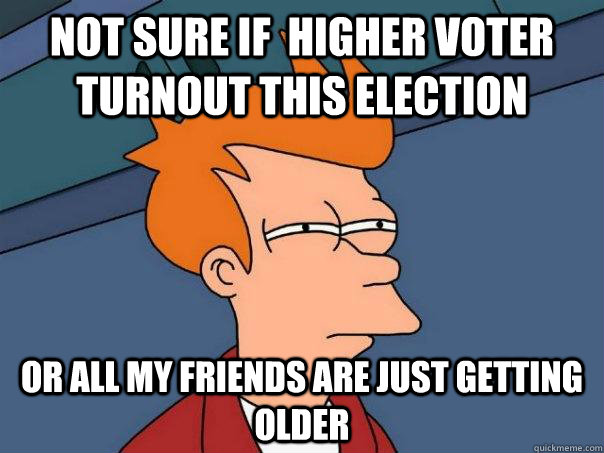 NOT SURE IF HIGHER VOTER
TURNOUT THIS ELECTION
OR ALL MY FRIENDS ARE JUST GETTING
OLDER
quickmeme.com